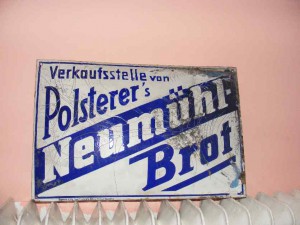 Verkaufsstelle von
Polsterer's
Neumühl-
Brot